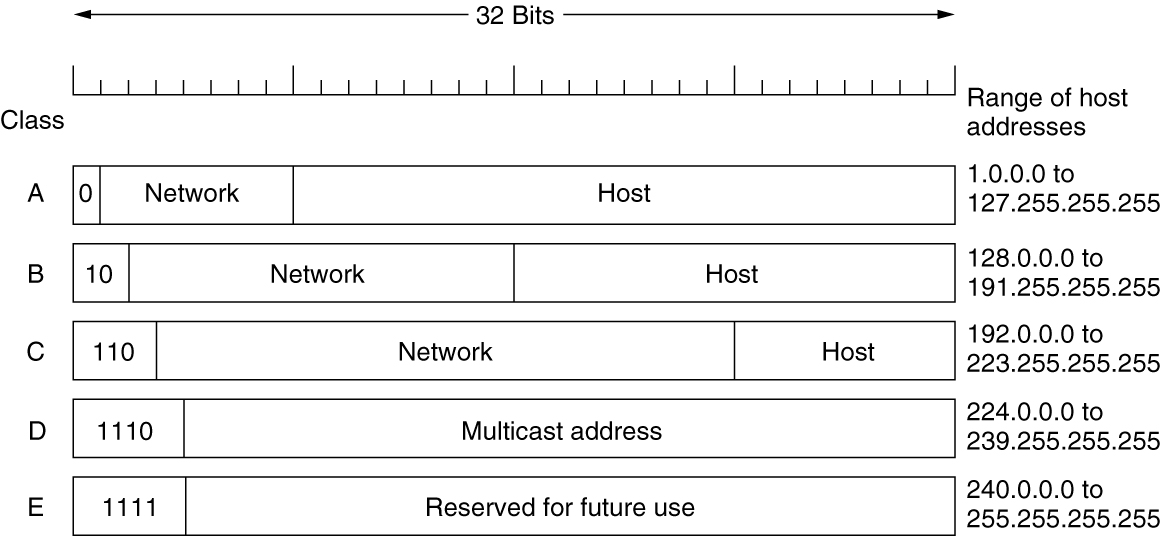 32 Bits
Range of host
addresses
Class
A 0 Network Host 1.0.0.0 to
127.255.255.255
B 10 Network Host 128.0.0.0 to
191.255.255.255
C 110 Network Host 192.0.0.0 to
223.255.255.255
D 1110 Multicast address 224.0.0.0 to
239.255.255.255
E 1111 Reserved for future use 240.0.0.0 to
255.255.255.255